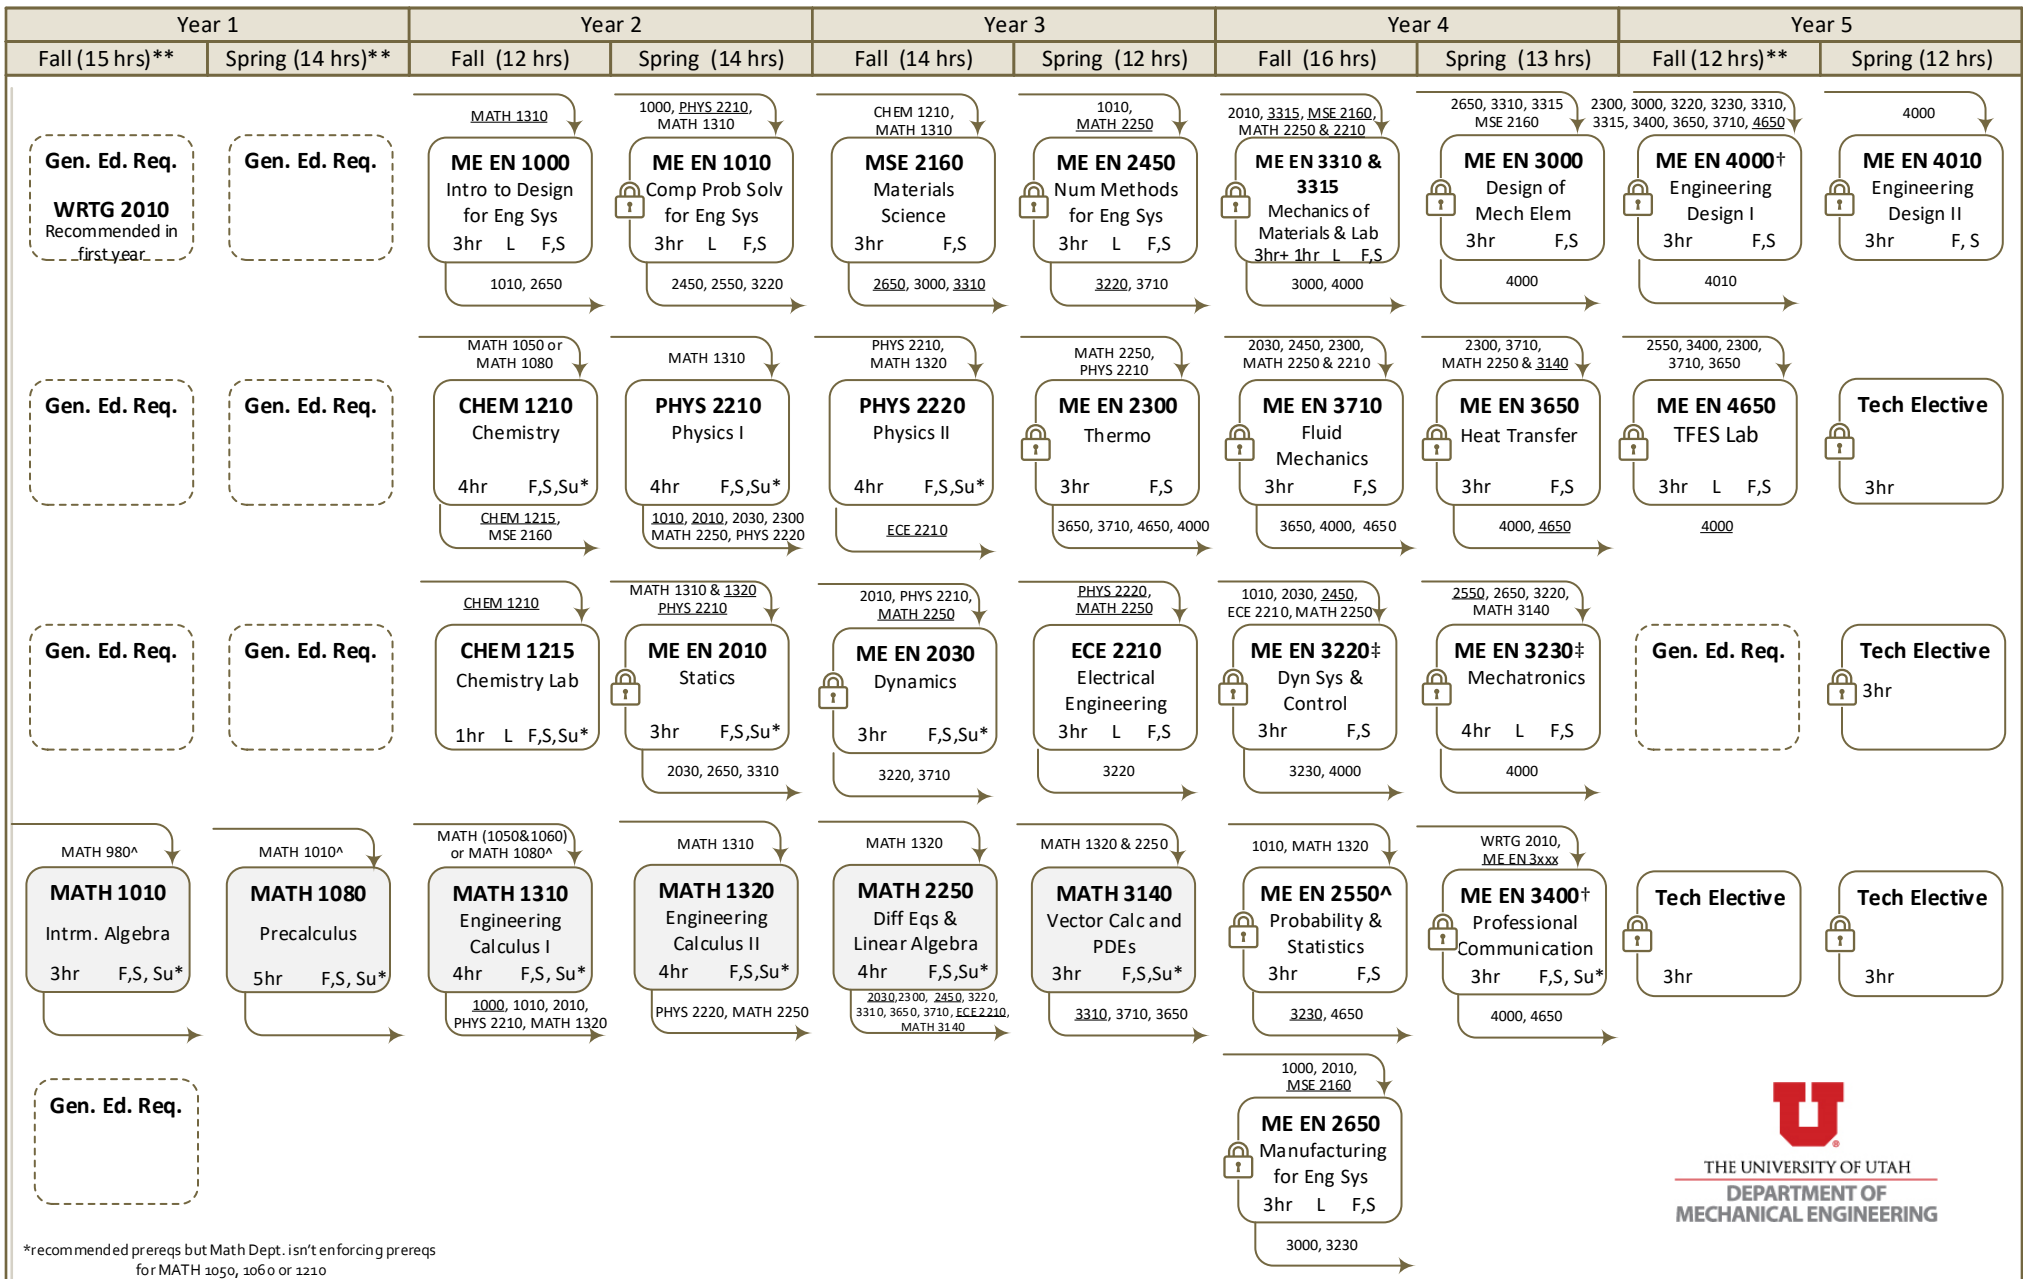 Year 1
Year 2
Year 3
Year 4
Year 5
Fall (15 hrs)**
Spring (14 hrs)**
Fall (12 hrs)
Spring (14 hrs)
Fall (14 hrs)
Spring (12 hrs)
Fall (16 hrs)
Spring (13 hrs)
Fall (12 hrs)**
Spring (12 hrs)
Gen. Ed. Req.
WRTG 2010
Recommended in
first year
Gen. Ed. Req.
MATH 1310
ME EN 1000
Intro to Design
for Eng Sys
3hr L F,S
1010, 2650
1000, PHYS 2210,
MATH 1310
ME EN 1010
Comp Prob Solv
for Eng Sys
3hr L F,S
2450, 2550, 3220
CHEM 1210,
MATH 1310
MSE 2160
Materials
Science
3hr F,S
2650, 3000, 3310
1010,
MATH 2250
ME EN 2450
Num Methods
for Eng Sys
3hr L F,S
3220, 3710
2010, 3315, MSE 2160,
MATH 2250 & 2210
ME EN 3310 &
3315
Mechanics of
Materials & Lab
3hr+ 1hr L F,S
3000, 4000
2650, 3310, 3315
MSE 2160
ME EN 3000
Design of
Mech Elem
3hr F,S
4000
2300, 3000, 3220, 3230, 3310,
3315, 3400, 3650, 3710, 4650
ME EN 4000†
Engineering
Design I
3hr F,S
4010
4000
ME EN 4010
Engineering
Design II
3hr F, S
Gen. Ed. Req.
Gen. Ed. Req.
MATH 1050 or
MATH 1080
CHEM 1210
Chemistry
4hr F,S,Su*
CHEM 1215,
MSE 2160
MATH 1310
PHYS 2210
Physics I
4hr F,S,Su*
1010, 2010, 2030, 2300
MATH 2250, PHYS 2220
PHYS 2210,
MATH 1320
PHYS 2220
Physics II
4hr F,S,Su*
ECE 2210
MATH 2250,
PHYS 2210
ME EN 2300
Thermo
3hr F,S
3650, 3710, 4650, 4000
2030, 2450, 2300,
MATH 2250 & 2210
ME EN 3710
Fluid
Mechanics
3hr F,S
3650, 4000, 4650
2300, 3710,
MATH 2250 & 3140
ME EN 3650
Heat Transfer
3hr F,S
4000, 4650
2550, 3400, 2300,
3710, 3650
ME EN 4650
TFES Lab
3hr L F,S
4000
Tech Elective
3hr
Gen. Ed. Req.
Gen. Ed. Req.
CHEM 1210
CHEM 1215
Chemistry Lab
1hr L F,S,Su*
MATH 1310 & 1320
PHYS 2210
ME EN 2010
Statics
3hr F,S,Su*
2030, 2650, 3310
2010, PHYS 2210,
MATH 2250
ME EN 2030
Dynamics
3hr F,S,Su*
3220, 3710
PHYS 2220,
MATH 2250
ECE 2210
Electrical
Engineering
3hr L F,S
3220
1010, 2030, 2450,
ECE 2210, MATH 2250
ME EN 3220‡
Dyn Sys &
Control
3hr F,S
3230, 4000
2550, 2650, 3220,
MATH 3140
ME EN 3230‡
Mechatronics
4hr L F,S
4000
Gen. Ed. Req.
Tech Elective
3hr
MATH 980^
MATH 1010
Intrm. Algebra
3hr F,S, Su*
MATH 1010^
MATH 1080
Precalculus
5hr F,S, Su*
MATH (1050&1060)
or MATH 1080^
MATH 1310
Engineering
Calculus I
4hr F,S, Su*
1000, 1010, 2010,
PHYS 2210, MATH 1320
MATH 1310
MATH 1320
Engineering
Calculus II
4hr F,S,Su*
PHYS 2220, MATH 2250
MATH 1320
MATH 2250
Diff Eqs &
Linear Algebra
4hr F,S,Su*
2030,2300, 2450, 3220,
3310, 3650, 3710, ECE 2210,
MATH 3140
MATH 1320 & 2250
MATH 3140
Vector Calc and
PDEs
3hr F,S,Su*
3310, 3710, 3650
1010, MATH 1320
ME EN 2550^
Probability &
Statistics
3hr F,S
3230, 4650
WRTG 2010,
ME EN 3xxx
ME EN 3400†
Professional
Communication
3hr F,S, Su*
4000, 4650
Tech Elective
3hr
Tech Elective
3hr
Gen. Ed. Req.
1000, 2010,
MSE 2160
ME EN 2650
Manufacturing
for Eng Sys
3hr L F,S
3000, 3230
U
®
THE UNIVERSITY OF UTAH
DEPARTMENT OF
MECHANICAL ENGINEERING
*recommended prereqs but Math Dept. isn't enforcing prereqs
for MATH 1050, 1060 or 1210